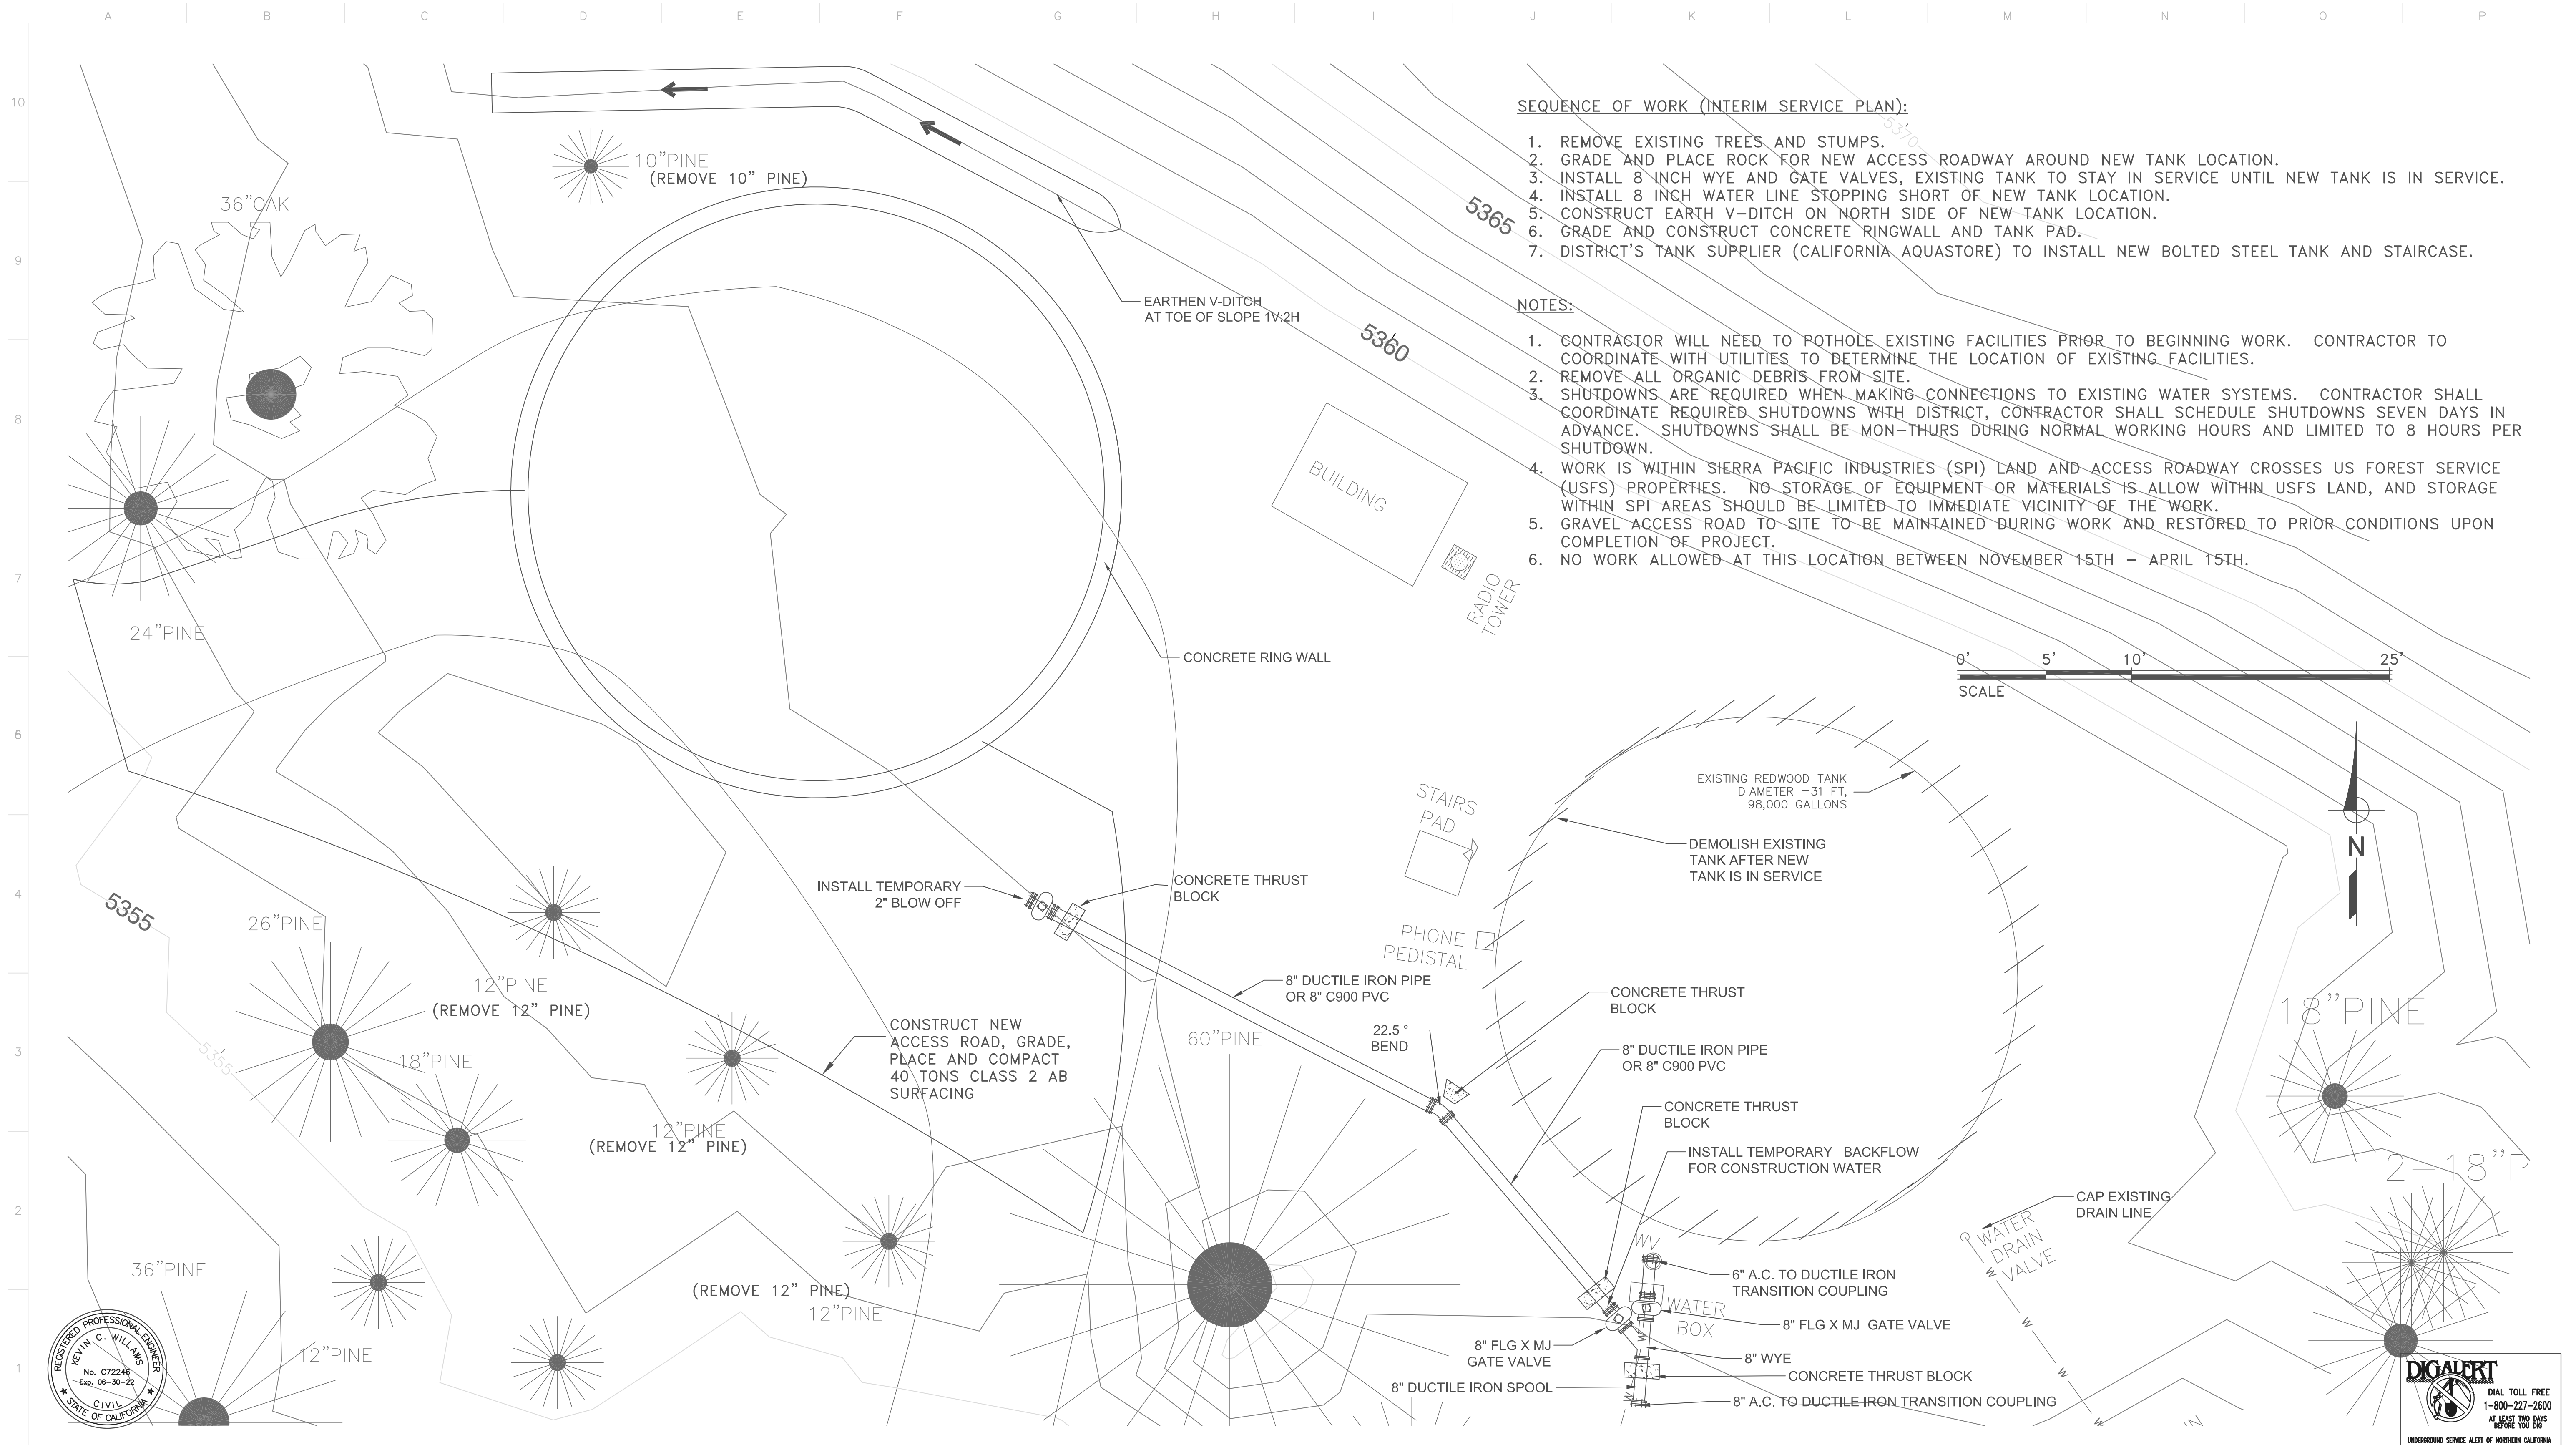 A B C D E F G H I J K L M N O P
10
9
8
7
6
6
4
3
2
1
SEQUENCE OF WORK (INTERIM SERVICE PLAN):
1. REMOVE EXISTING TREES AND STUMPS.
2. GRADE AND PLACE ROCK FOR NEW ACCESS ROADWAY AROUND NEW TANK LOCATION.
3. INSTALL 8 INCH WYE AND GATE VALVES, EXISTING TANK TO STAY IN SERVICE UNTIL NEW TANK IS IN SERVICE.
4. INSTALL 8 INCH WATER LINE STOPPING SHORT OF NEW TANK LOCATION.
5. CONSTRUCT EARTH V-DITCH ON NORTH SIDE OF NEW TANK LOCATION.
6. GRADE AND CONSTRUCT CONCRETE RINGWALL AND TANK PAD.
7. DISTRICT'S TANK SUPPLIER (CALIFORNIA AQUASTORE) TO INSTALL NEW BOLTED STEEL TANK AND STAIRCASE.
NOTES:
1. CONTRACTOR WILL NEED TO POTHOLE EXISTING FACILITIES PRIOR TO BEGINNING WORK. CONTRACTOR TO
COORDINATE WITH UTILITIES TO DETERMINE THE LOCATION OF EXISTING FACILITIES.
2. REMOVE ALL ORGANIC DEBRIS FROM SITE.
3. SHUTDOWNS ARE REQUIRED WHEN MAKING CONNECTIONS TO EXISTING WATER SYSTEMS. CONTRACTOR SHALL
COORDINATE REQUIRED SHUTDOWNS WITH DISTRICT, CONTRACTOR SHALL SCHEDULE SHUTDOWNS SEVEN DAYS IN
ADVANCE. SHUTDOWNS SHALL BE MON-THURS DURING NORMAL WORKING HOURS AND LIMITED TO 8 HOURS PER
SHUTDOWN.
4. WORK IS WITHIN SIERRA PACIFIC INDUSTRIES (SPI) LAND AND ACCESS ROADWAY CROSSES US FOREST SERVICE
(USFS) PROPERTIES. NO STORAGE OF EQUIPMENT OR MATERIALS IS ALLOW WITHIN USFS LAND, AND STORAGE
WITHIN SPI AREAS SHOULD BE LIMITED TO IMMEDIATE VICINITY OF THE WORK.
5. GRAVEL ACCESS ROAD TO SITE TO BE MAINTAINED DURING WORK AND RESTORED TO PRIOR CONDITIONS UPON
COMPLETION OF PROJECT.
6. NO WORK ALLOWED AT THIS LOCATION BETWEEN NOVEMBER 15TH - APRIL 15TH.
5370
5365
5360
10"PINE
(REMOVE 10" PINE)
36"OAK
EARTHEN V-DITCH
AT TOE OF SLOPE 1V:2H
BUILDING
RADIO
TOWER
24"PINE
CONCRETE RING WALL
0' 5' 10' 25'
SCALE
N
EXISTING REDWOOD TANK
DIAMETER =31 FT,
98,000 GALLONS
DEMOLISH EXISTING
TANK AFTER NEW
TANK IS IN SERVICE
STAIRS
PAD
PHONE
PEDISTAL
INSTALL TEMPORARY
2" BLOW OFF
CONCRETE THRUST
BLOCK
5355
26"PINE
12"PINE
(REMOVE 12" PINE)
8" DUCTILE IRON PIPE
OR 8" C900 PVC
CONCRETE THRUST
BLOCK
22.5 °
BEND
8" DUCTILE IRON PIPE
OR 8" C900 PVC
18"PINE
5355
18"PINE
CONSTRUCT NEW
ACCESS ROAD, GRADE,
PLACE AND COMPACT
40 TONS CLASS 2 AB
SURFACING
60"PINE
12"PINE
(REMOVE 12" PINE)
CONCRETE THRUST
BLOCK
INSTALL TEMPORARY BACKFLOW
FOR CONSTRUCTION WATER
2-18"P
CAP EXISTING
DRAIN LINE
WATER
DRAIN
VALVE
W
W
W
W
W
WV
36"PINE
(REMOVE 12" PINE)
12"PINE
12"PINE
6" A.C. TO DUCTILE IRON
TRANSITION COUPLING
WATER
BOX
8" FLG X MJ GATE VALVE
8" FLG X MJ
GATE VALVE
W
8" WYE
CONCRETE THRUST BLOCK
8" DUCTILE IRON SPOOL
W
W
8" A.C. TO DUCTILE IRON TRANSITION COUPLING
REGISTERED PROFESSIONAL ENGINEER
KEVIN C. WILLAMS
No. C72246
Exp. 06-30-22
CIVIL
STATE OF CALIFORNIA
DIGALERT
DIAL TOLL FREE
1-800-227-2600
AT LEAST TWO DAYS
BEFORE YOU DIG
UNDERGROUND SERVICE ALERT OF NORTHERN CALIFORNIA